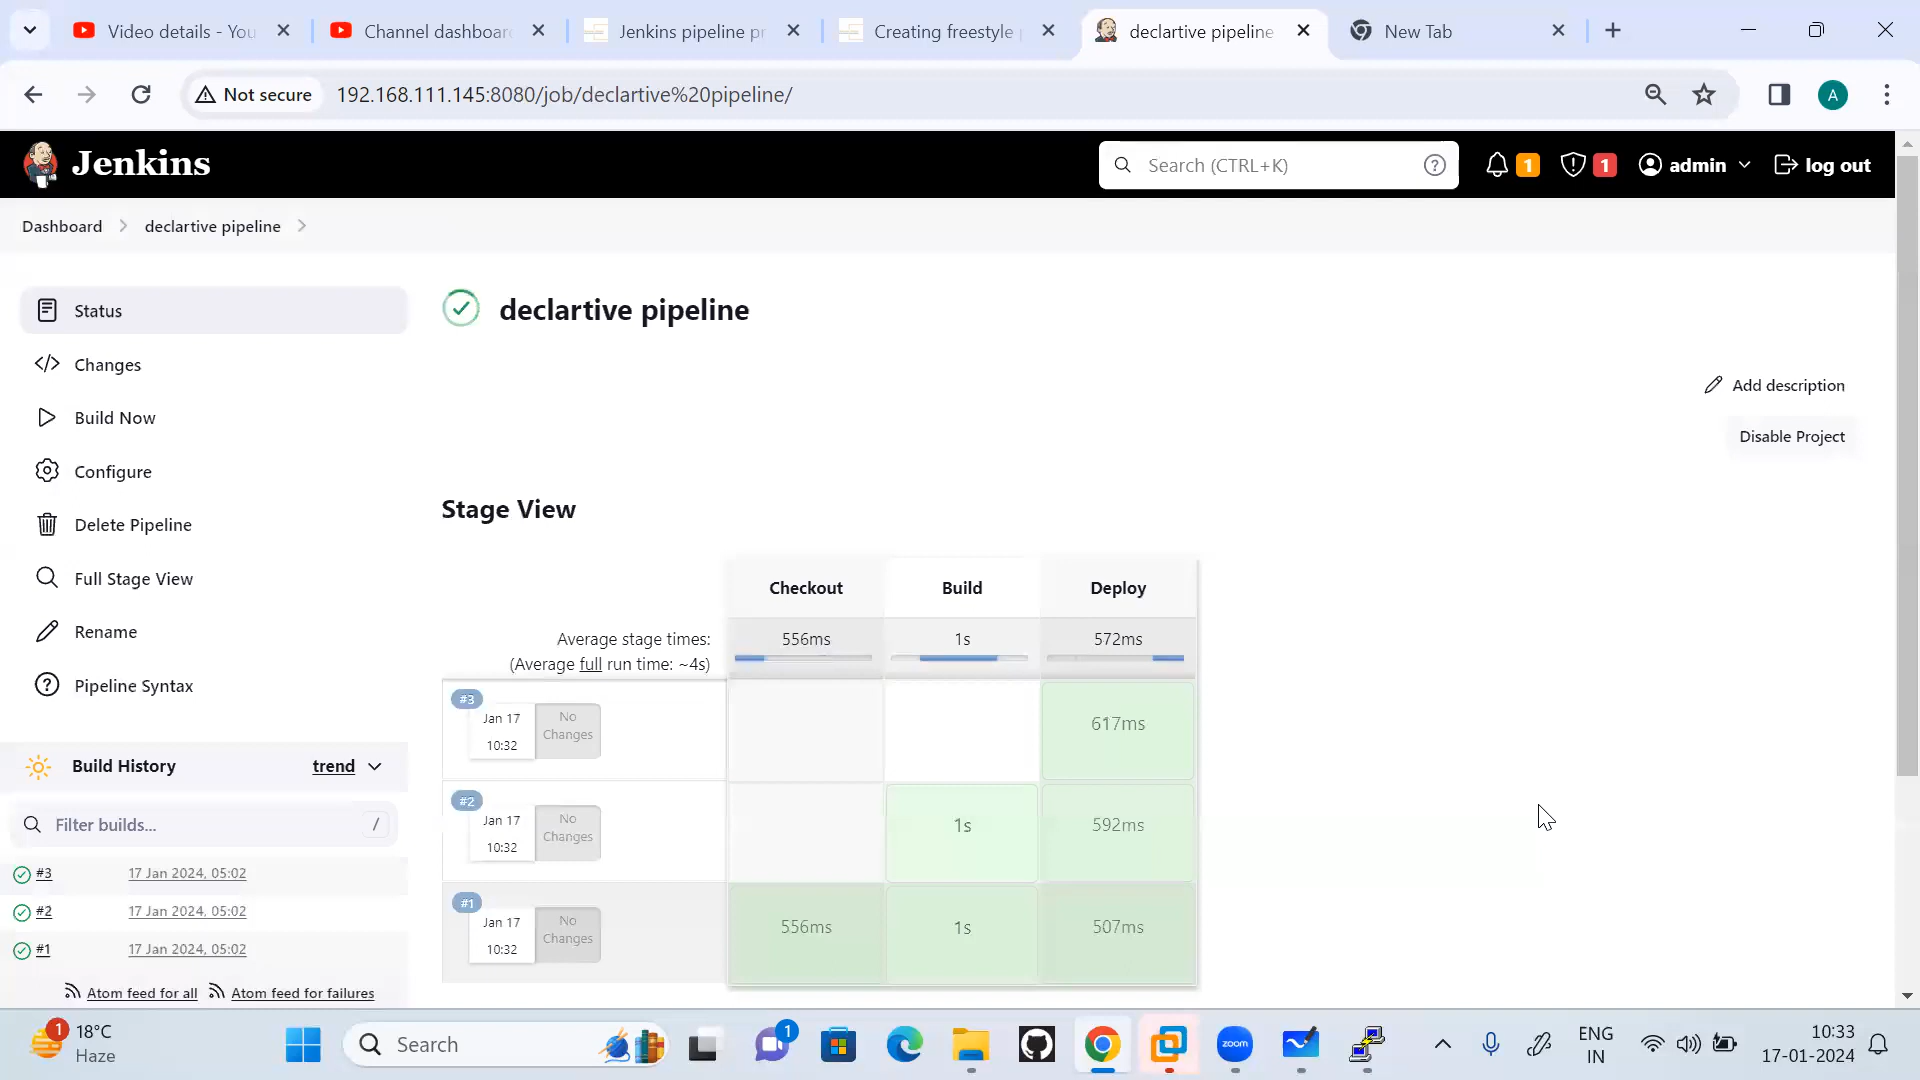 Video details - You
Channel dashboard
Jenkins pipeline pr
Creating freestyle p
declartive pipeline
New Tab
Not secure
192.168.111.145:8080/job/declartive%20pipeline/
A
Jenkins
Search (CTRL+K)
?
1
1
admin
log out
Dashboard
declartive pipeline
Status
Changes
Build Now
Configure
Delete Pipeline
Full Stage View
Rename
Pipeline Syntax
declartive pipeline
Add description
Disable Project
Stage View
Checkout
Build
Deploy
Average stage times:
(Average full run time: ~4s)
556ms
1s
572ms
#3
Jan 17
10:32
No
Changes
617ms
#2
Jan 17
10:32
No
Changes
1s
592ms
#1
Jan 17
10:32
No
Changes
556ms
1s
507ms
Build History
trend
Filter builds...
/
#3
17 Jan 2024, 05:02
#2
17 Jan 2024, 05:02
#1
17 Jan 2024, 05:02
Atom feed for all
Atom feed for failures
1
18°C
Haze
Search
1
zoom
ENG
IN
10:33
17-01-2024